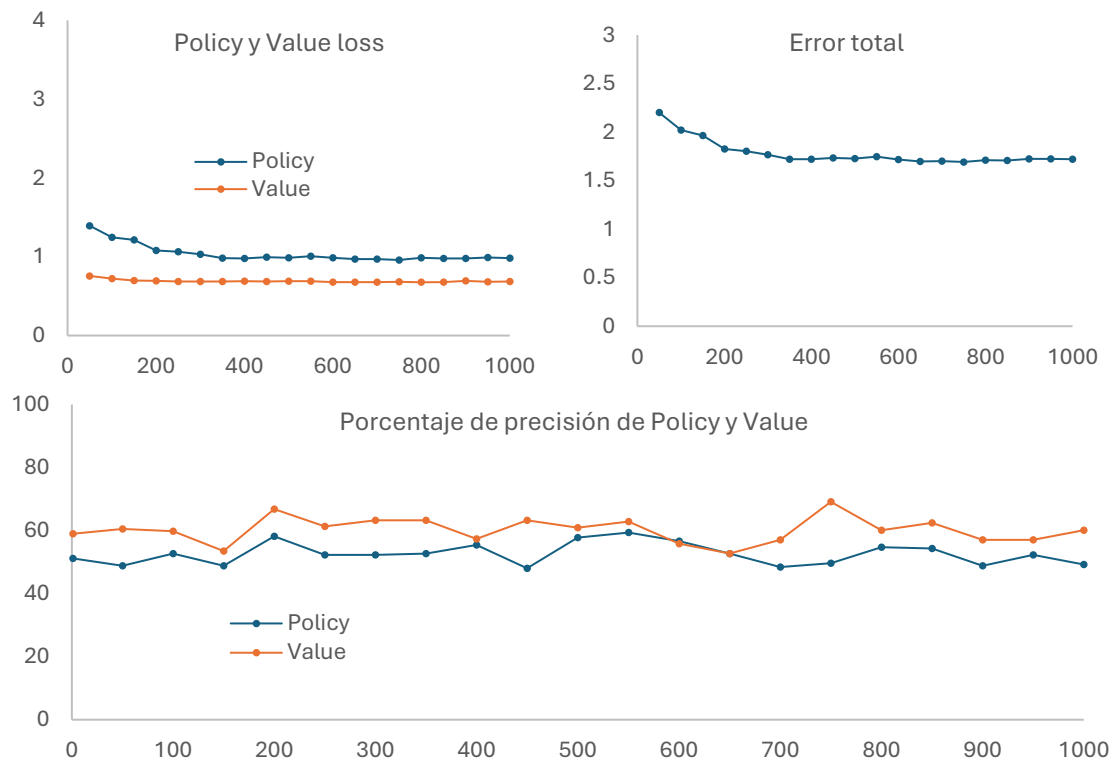 Policy y Value loss
4
3
2
1
0
Policy
Value
0 200 400 600 800 1000
Error total
3
2.5
2
1.5
1
0.5
0
0 200 400 600 800 1000
Porcentaje de precisión de Policy y Value
100
80
60
40
20
0
Policy
Value
0 100 200 300 400 500 600 700 800 900 1000